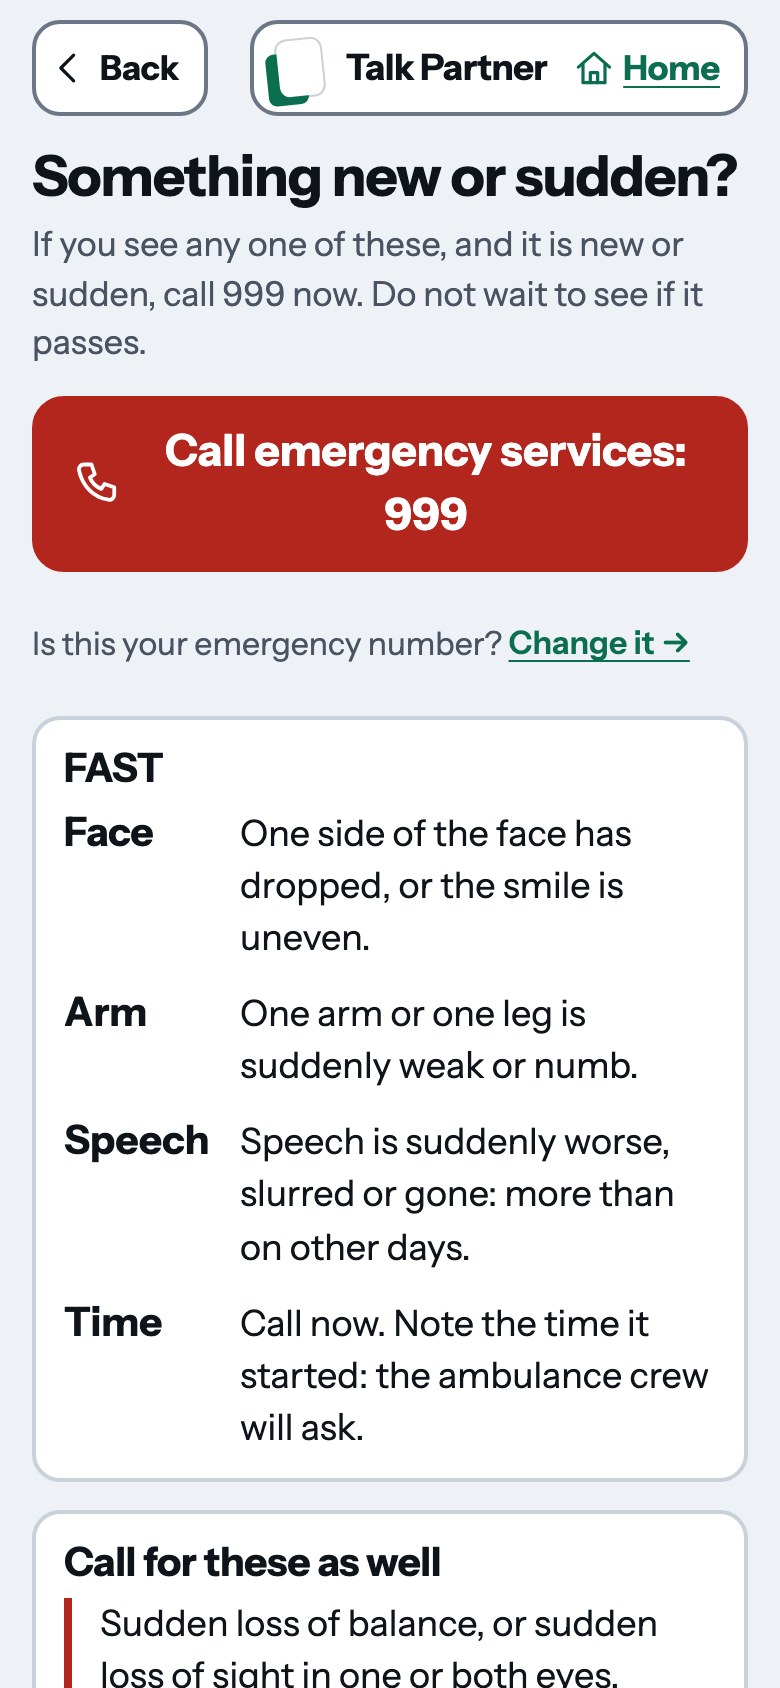 Back
Talk Partner
Home
Something new or sudden?
If you see any one of these, and it is new or
sudden, call 999 now. Do not wait to see if it
passes.
Call emergency services:
999
Is this your emergency number? Change it →
FAST
Face
One side of the face has
dropped, or the smile is
uneven.
Arm
One arm or one leg is
suddenly weak or numb.
Speech
Speech is suddenly worse,
slurred or gone: more than
on other days.
Time
Call now. Note the time it
started: the ambulance crew
will ask.
Call for these as well
Sudden loss of balance, or sudden
loss of sight in one or both eyes.